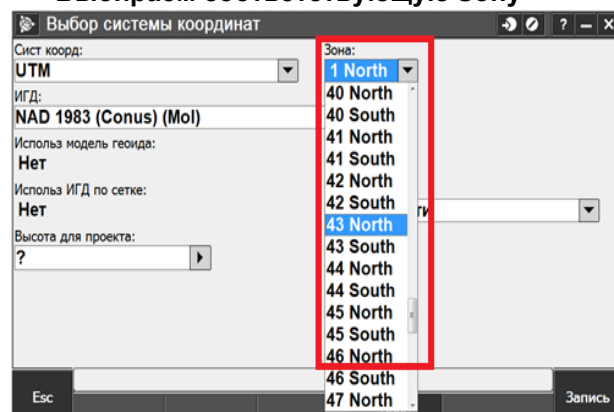 Выбор системы координат
? – X
Сист коорд:
UTM
Зона:
1 North
ИГД:
NAD 1983 (Conus) (Mol)
Использ модель геоида:
Нет
Использ ИГД по сетке:
Нет
Высота для проекта:
?
40 North
40 South
41 North
41 South
42 North
42 South
43 North
43 South
44 North
44 South
45 North
45 South
46 North
46 South
47 North
Esc
Запись